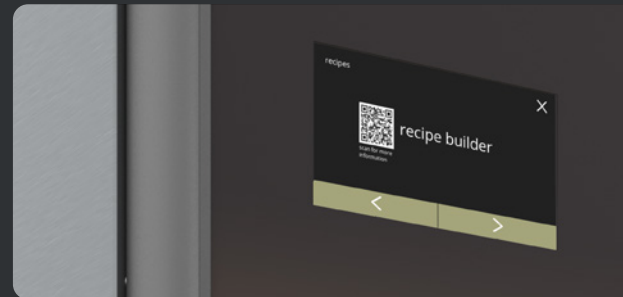 recipes
X
recipe builder
scan for more
information
< >